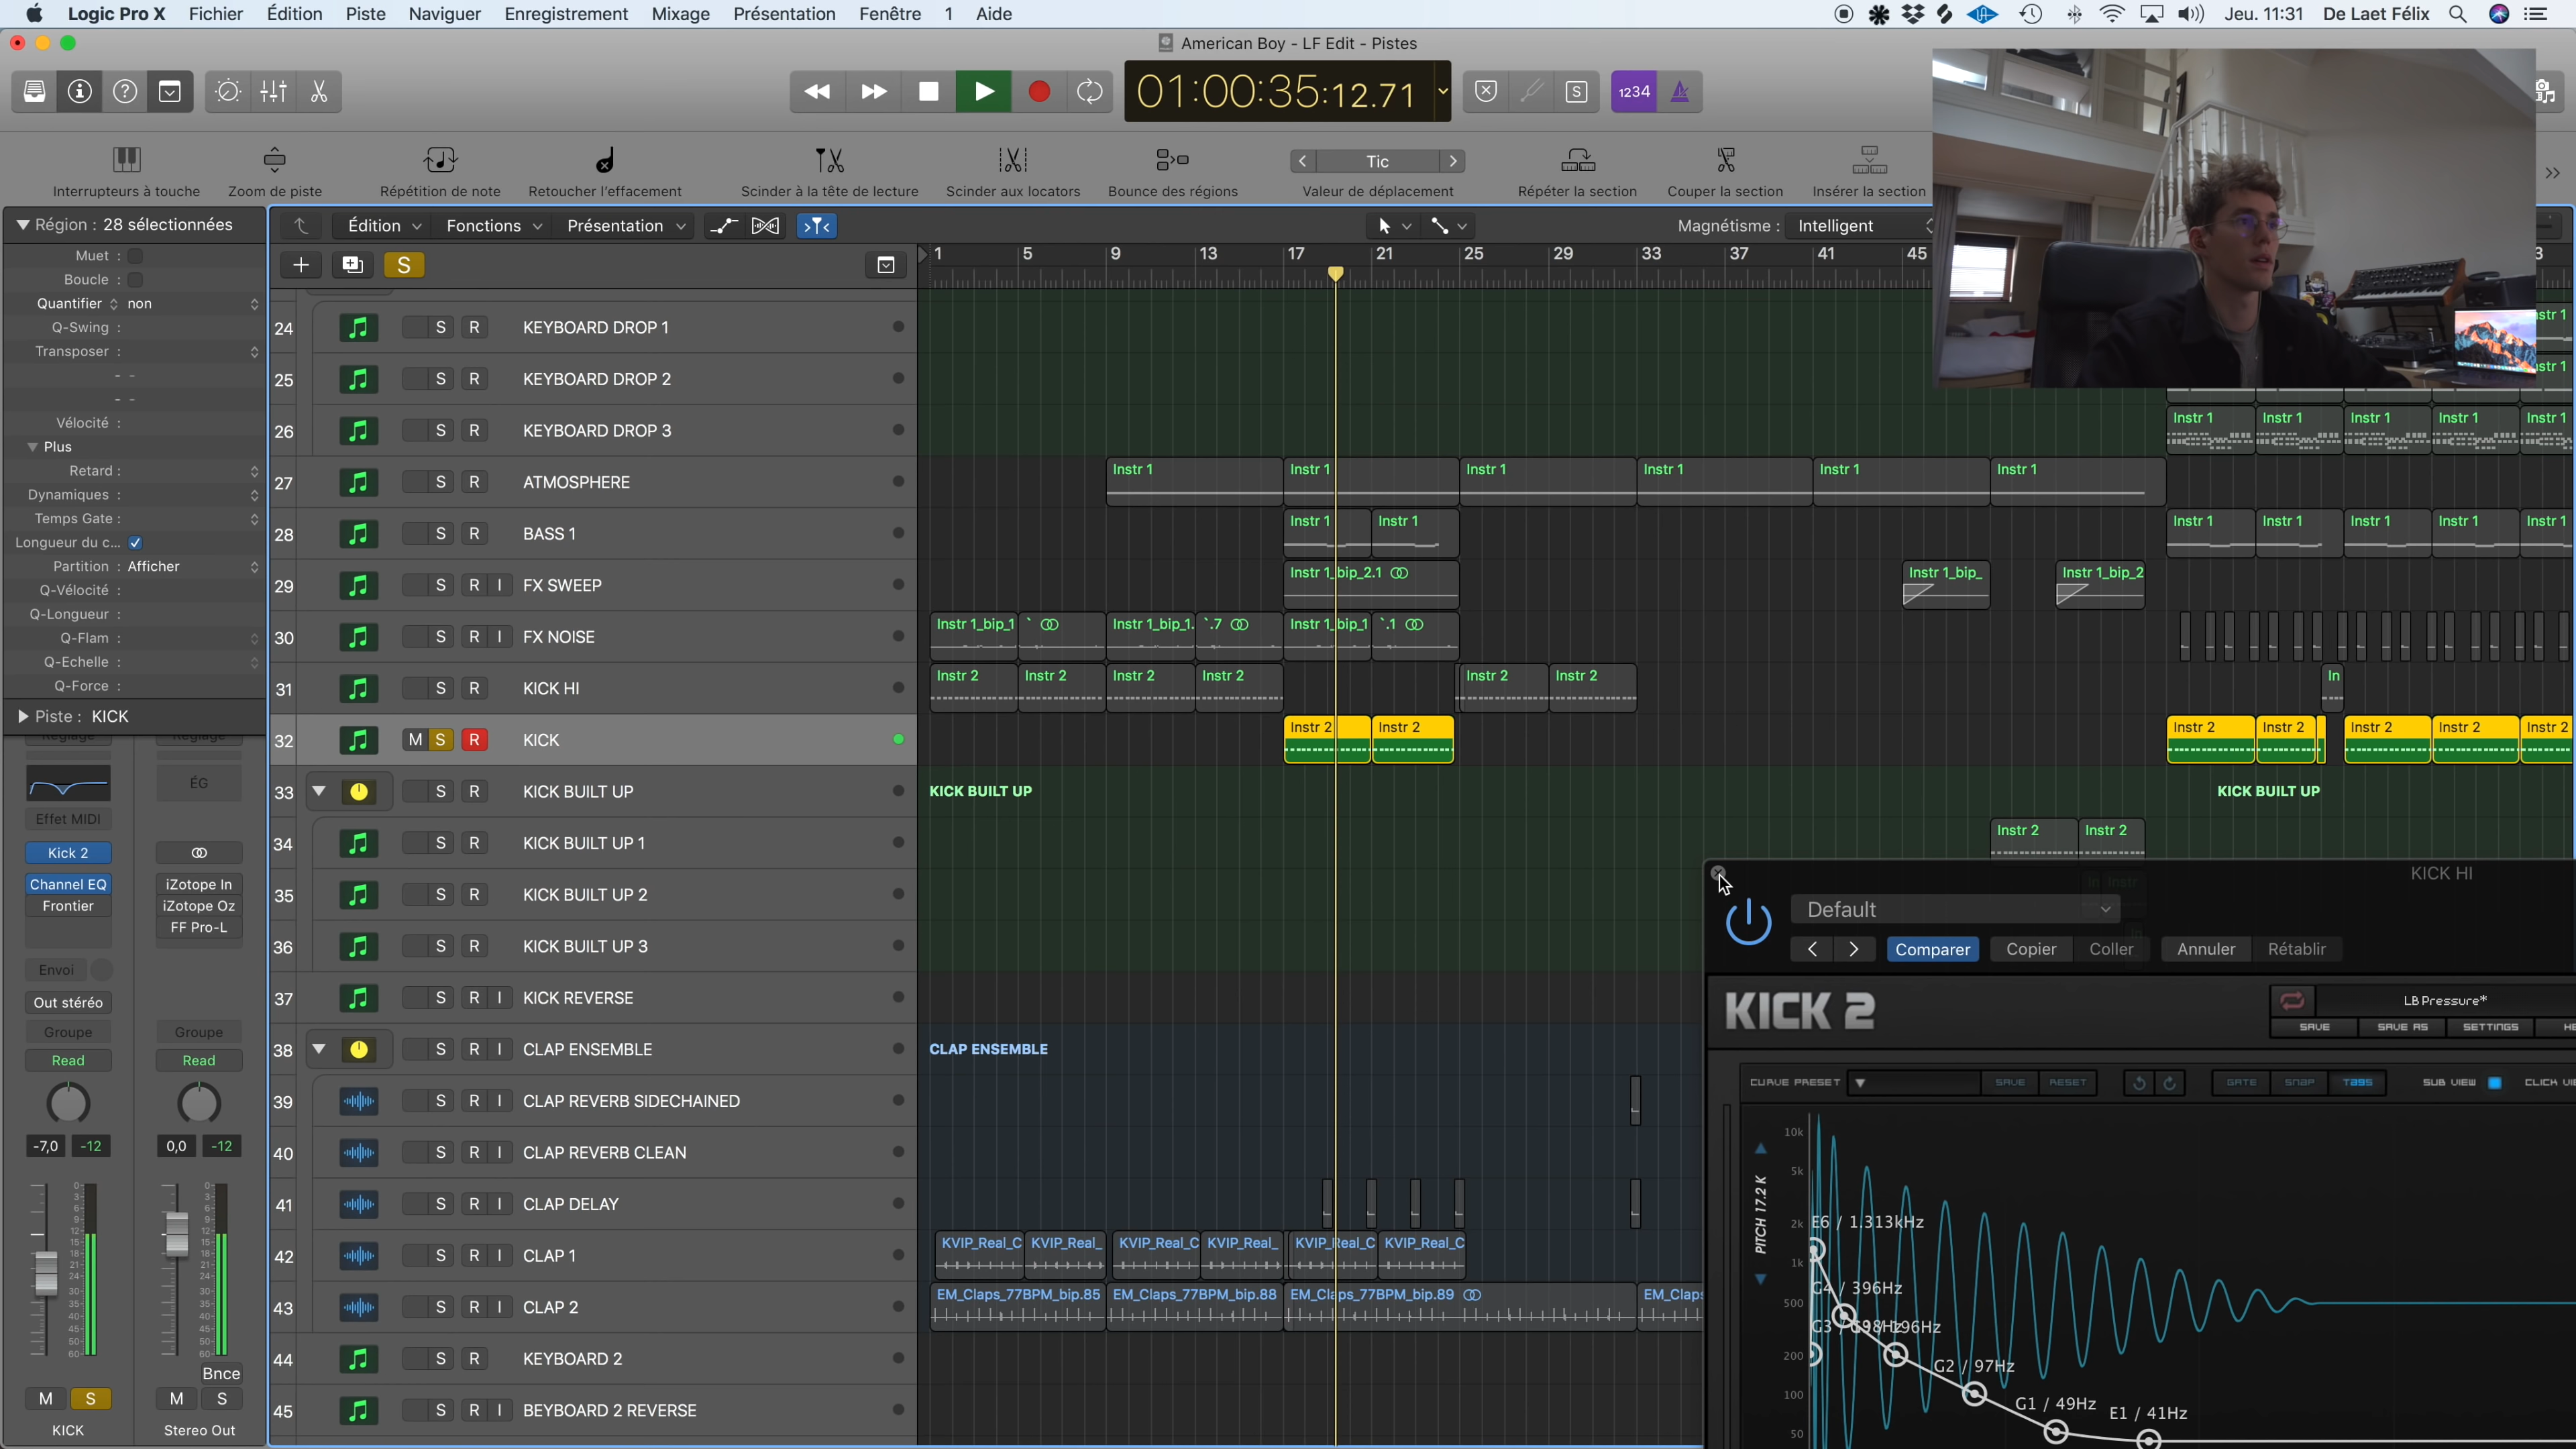 Logic Pro X Fichier Édition Piste Naviguer Enregistrement Mixage Présentation Fenêtre 1 Aide Jeu. 11:31 De Laet Félix
American Boy - LF Edit - Pistes
01:00:35:12.71
1234
Interrupteurs à touche Zoom de piste Répétition de note Retoucher l'effacement Scinder à la tête de lecture Scinder aux locators Bounce des régions Tic Valeur de déplacement Répéter la section Couper la section Insérer la section
Région : 28 sélectionnées
Édition Fonctions Présentation Magnétisme : Intelligent
Muet :
Boucle :
Quantifier non
Q-Swing :
Transposer :
Vélocité :
Plus
Retard :
Dynamiques :
Temps Gate :
Longueur du c...
Partition : Afficher
Q-Vélocité :
Q-Longueur :
Q-Flam :
Q-Echelle :
Q-Force :
Piste : KICK
S
1 5 9 13 17 21 25 29 33 37 41 45
24 S R KEYBOARD DROP 1
25 S R KEYBOARD DROP 2
26 S R KEYBOARD DROP 3 Instr 1 Instr 1 Instr 1 Instr 1 Instr 1
27 S R ATMOSPHERE Instr 1 Instr 1 Instr 1 Instr 1 Instr 1 Instr 1
28 S R BASS 1 Instr 1 Instr 1 Instr 1 Instr 1 Instr 1 Instr 1 Instr 1
29 S R I FX SWEEP Instr 1_bip_2.1 Instr 1_bip_ Instr 1_bip_2
30 S R I FX NOISE Instr 1_bip_1 Instr 1_bip_1. `.7 Instr 1_bip_1 `.1
31 S R KICK HI Instr 2 Instr 2 Instr 2 Instr 2 Instr 2 Instr 2 In
32 M S R KICK Instr 2 Instr 2 Instr 2 Instr 2 Instr 2 Instr 2 Instr 2
33 S R KICK BUILT UP KICK BUILT UP KICK BUILT UP
34 S R KICK BUILT UP 1 Instr 2 Instr 2
35 S R KICK BUILT UP 2
36 S R KICK BUILT UP 3
37 S R I KICK REVERSE
38 S R I CLAP ENSEMBLE CLAP ENSEMBLE
39 S R I CLAP REVERB SIDECHAINED
40 S R I CLAP REVERB CLEAN
41 S R I CLAP DELAY
42 S R I CLAP 1 KVIP_Real_C KVIP_Real_ KVIP_Real_C KVIP_Real_ KVIP_Real_C KVIP_Real_C
43 S R I CLAP 2 EM_Claps_77BPM_bip.85 EM_Claps_77BPM_bip.88 EM_Claps_77BPM_bip.89 EM_Claps
44 S R KEYBOARD 2
45 S R I BEYBOARD 2 REVERSE
ÉG
Effet MIDI
Kick 2
Channel EQ iZotope In
Frontier iZotope Oz
FF Pro-L
Envoi
Out stéréo
Groupe Groupe
Read Read
-7,0 -12 0,0 -12
Bnce
M S M S
KICK Stereo Out
KICK HI
Default
Comparer Copier Coller Annuler Rétablir
KICK 2
LB Pressure*
SAVE SAVE AS SETTINGS HE
CURVE PRESET SAVE RESET GATE SNAP TABS SUB VIEW CLICK VI
PITCH 17.2 K
10k
5k
2k
1k
500
200
100
50
E6 / 1.313kHz
G4 / 396Hz
G2 / 97Hz
G1 / 49Hz
E1 / 41Hz